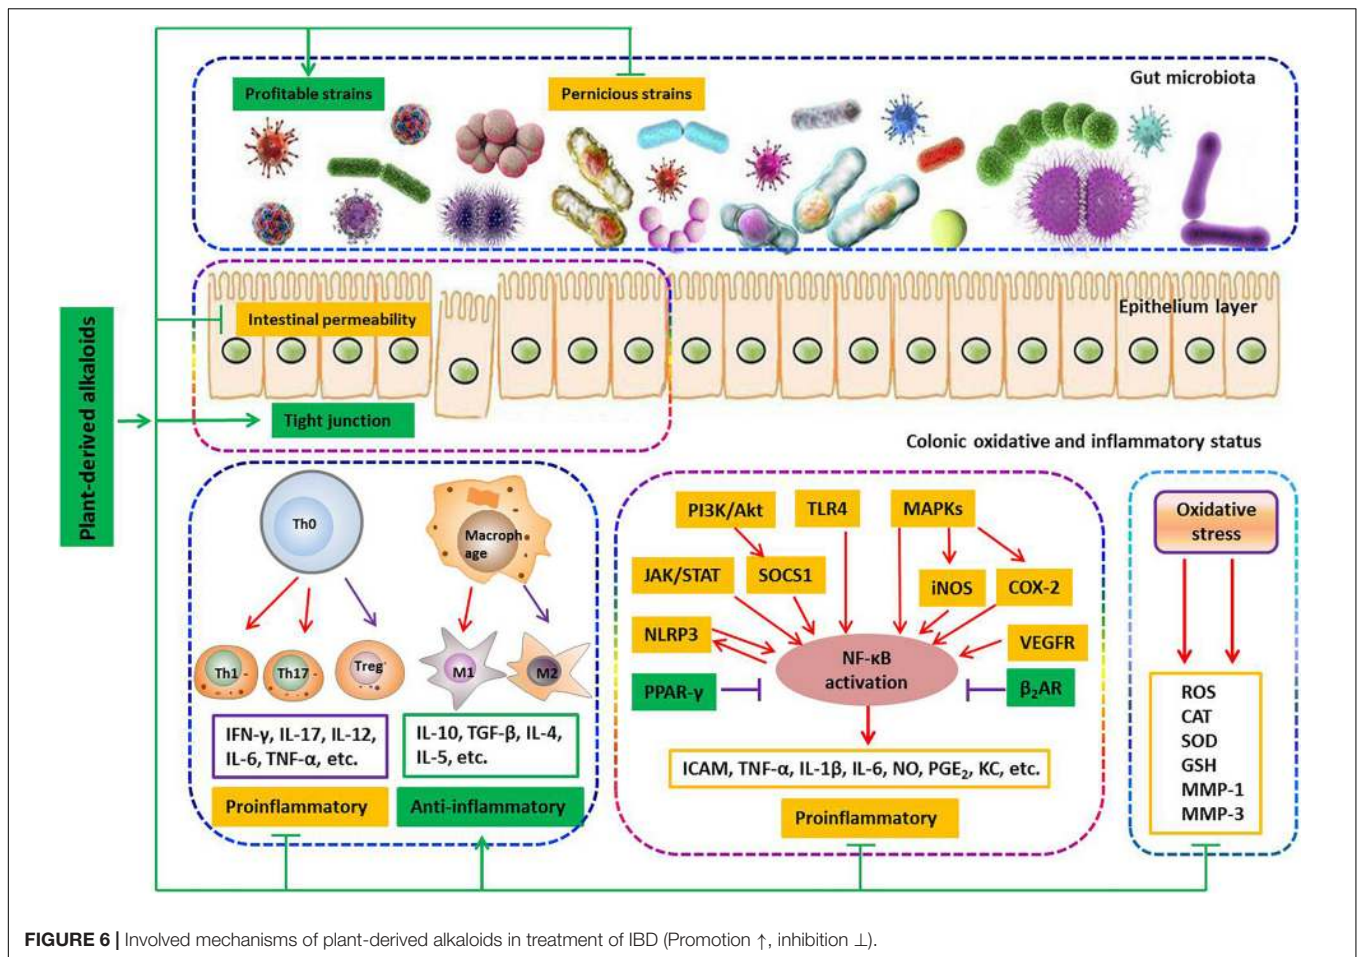 Gut microbiota
Profitable strains
Pernicious strains
Epithelium layer
Intestinal permeability
Tight junction
Plant-derived alkaloids
Colonic oxidative and inflammatory status
Th0
Macroph
age
Th1
Th17
Treg
M1
M2
IFN-γ, IL-17, IL-12,
IL-6, TNF-α, etc.
IL-10, TGF-β, IL-4,
IL-5, etc.
Proinflammatory
Anti-inflammatory
PI3K/Akt
TLR4
MAPKs
JAK/STAT
SOCS1
iNOS
COX-2
NLRP3
VEGFR
NF-κB
activation
PPAR-γ
β₂AR
ICAM, TNF-α, IL-1β, IL-6, NO, PGE₂, KC, etc.
Proinflammatory
Oxidative
stress
ROS
CAT
SOD
GSH
MMP-1
MMP-3
FIGURE 6 | Involved mechanisms of plant-derived alkaloids in treatment of IBD (Promotion ↑, inhibition ⊥).